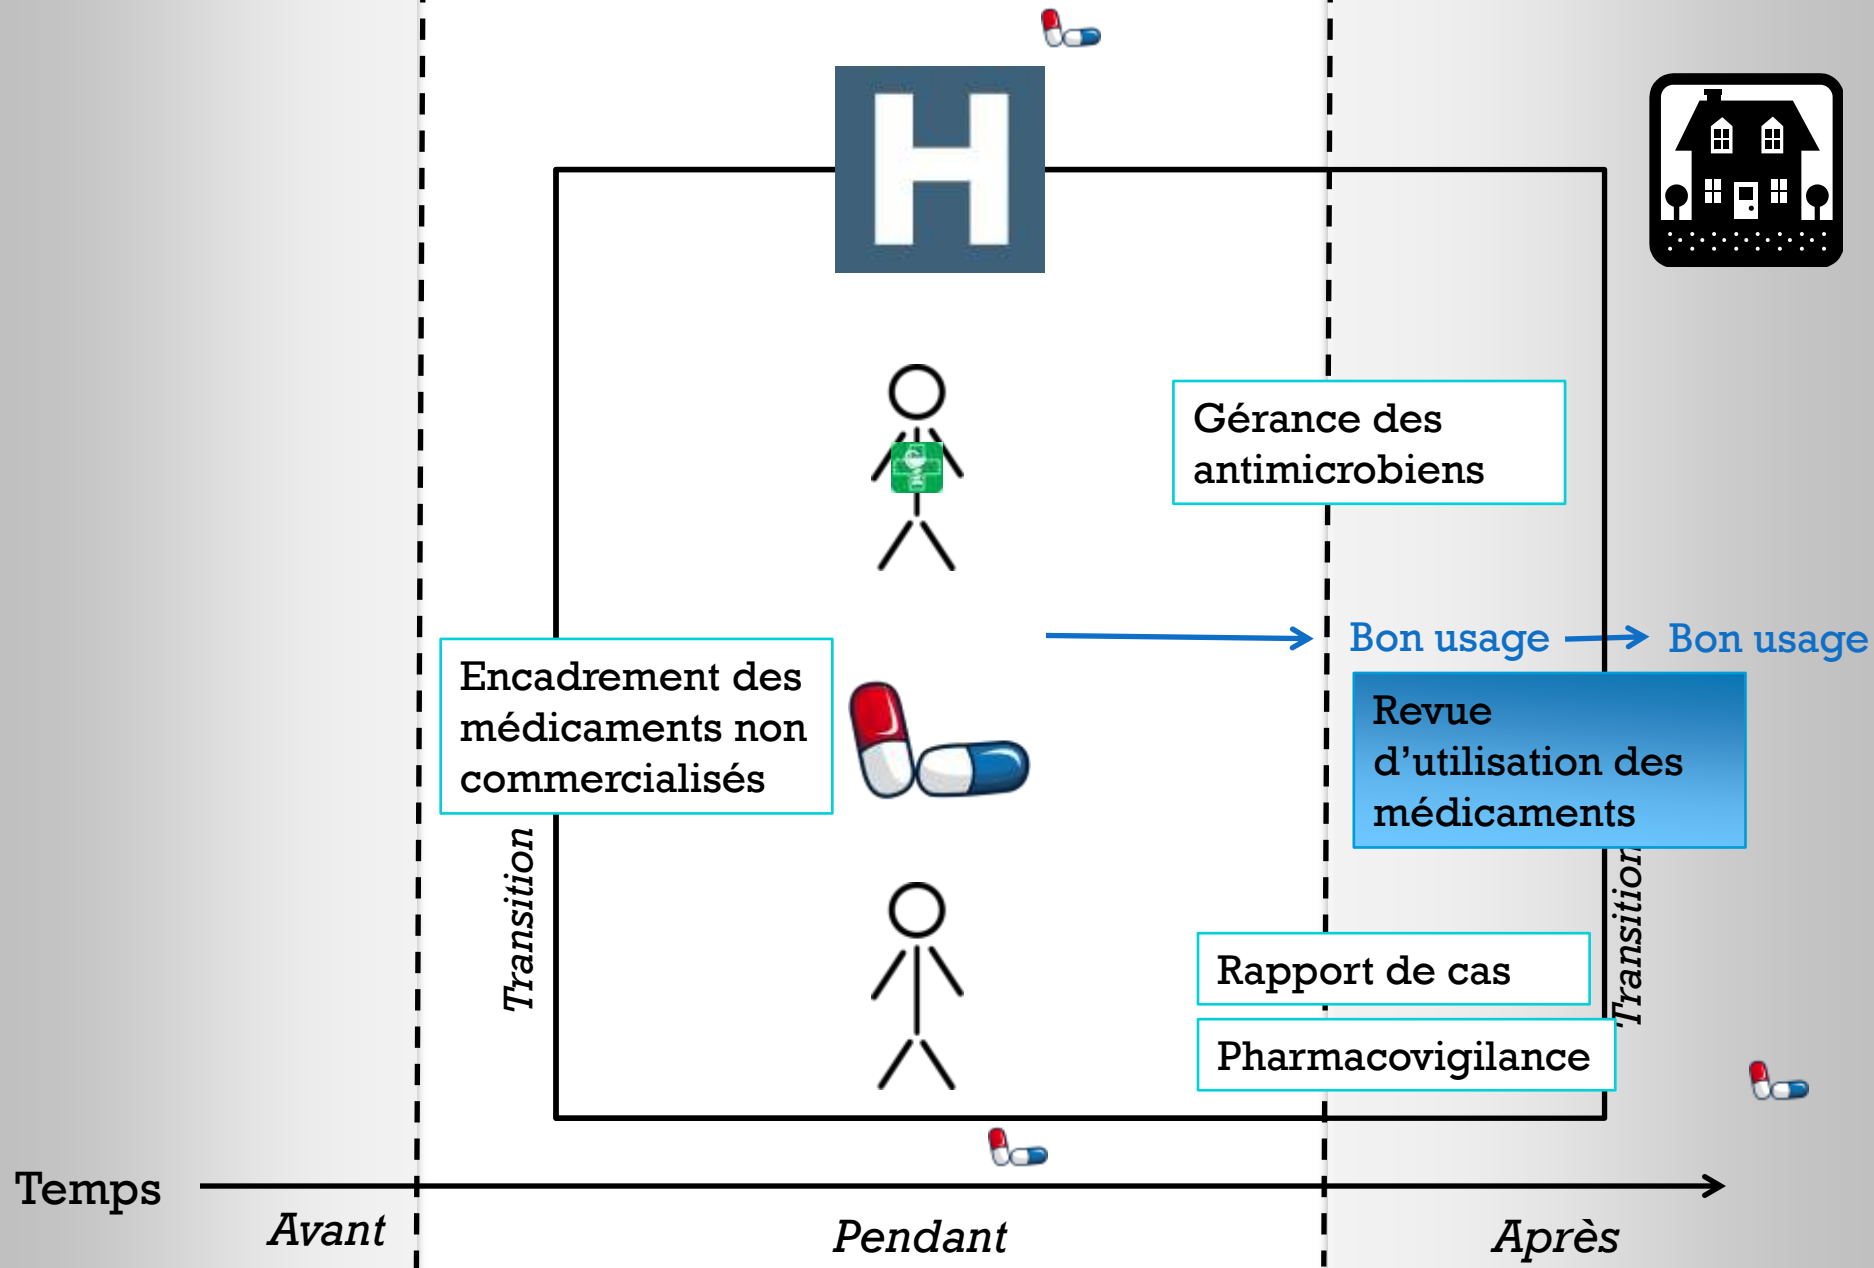 H
Gérance des
antimicrobiens
Bon usage
Bon usage
Encadrement des
médicaments non
commercialisés
Revue
d’utilisation des
médicaments
Transition
Transition
Rapport de cas
Pharmacovigilance
Temps
Avant
Pendant
Après